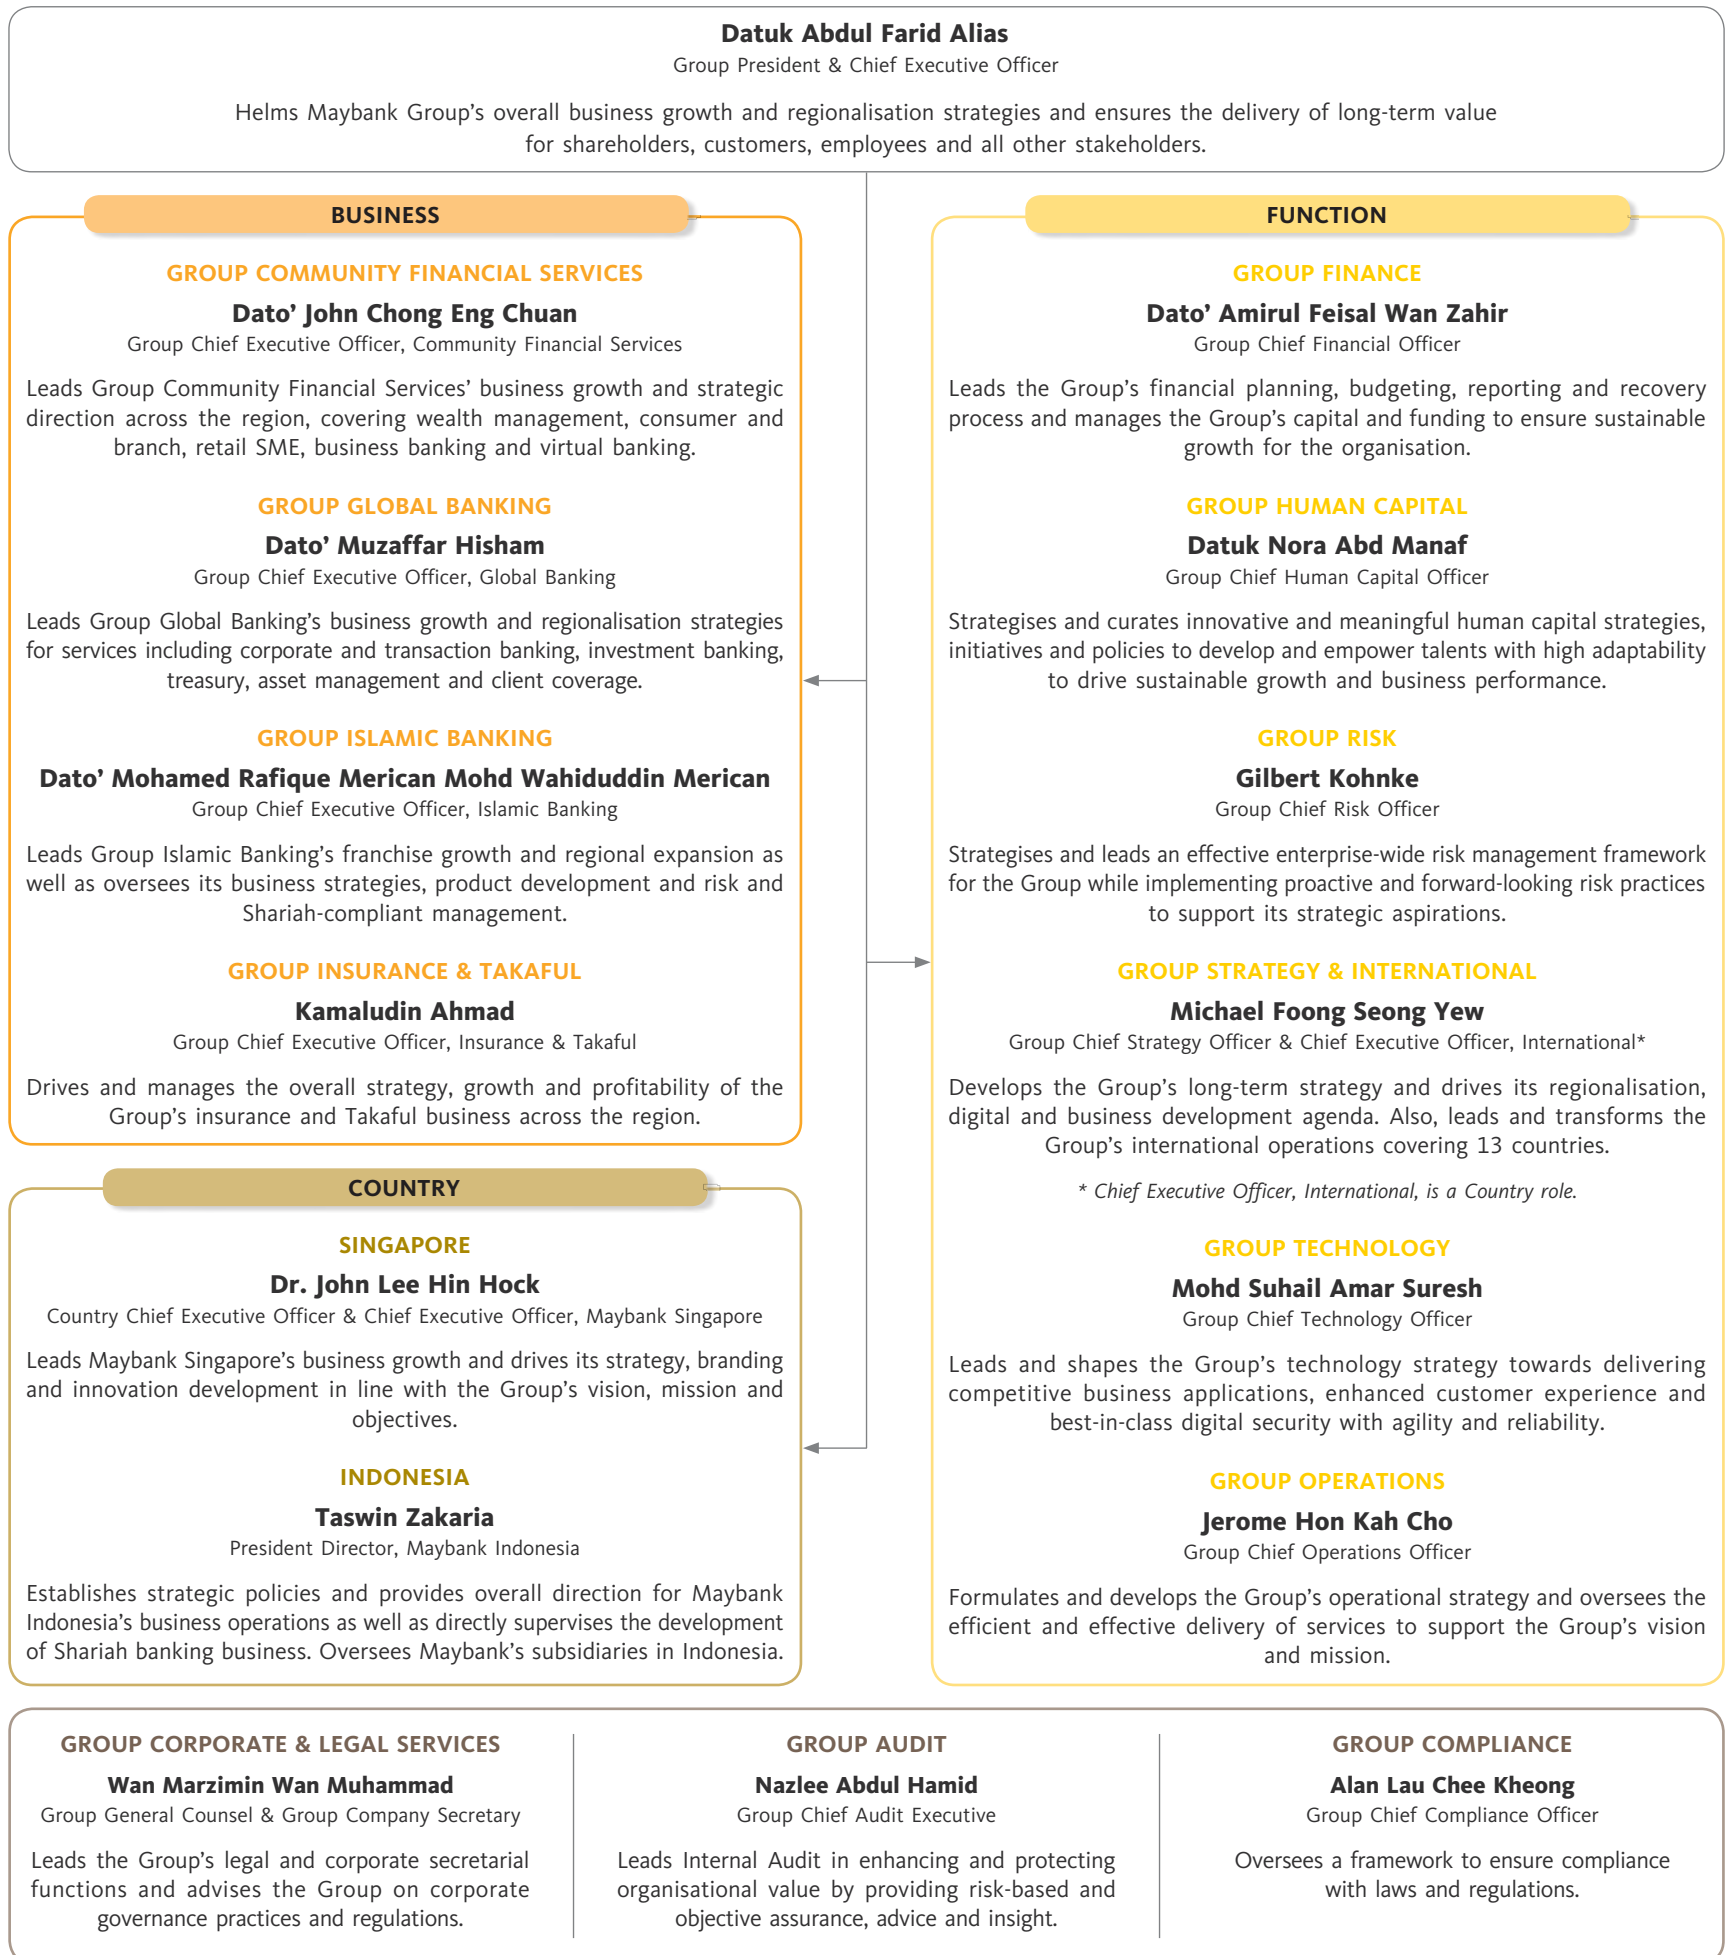 Datuk Abdul Farid Alias
Group President & Chief Executive Officer
Helms Maybank Group's overall business growth and regionalisation strategies and ensures the delivery of long-term value
for shareholders, customers, employees and all other stakeholders.
BUSINESS
GROUP COMMUNITY FINANCIAL SERVICES
Dato' John Chong Eng Chuan
Group Chief Executive Officer, Community Financial Services
Leads Group Community Financial Services' business growth and strategic
direction across the region, covering wealth management, consumer and
branch, retail SME, business banking and virtual banking.
GROUP GLOBAL BANKING
Dato' Muzaffar Hisham
Group Chief Executive Officer, Global Banking
Leads Group Global Banking's business growth and regionalisation strategies
for services including corporate and transaction banking, investment banking,
treasury, asset management and client coverage.
GROUP ISLAMIC BANKING
Dato' Mohamed Rafique Merican Mohd Wahiduddin Merican
Group Chief Executive Officer, Islamic Banking
Leads Group Islamic Banking's franchise growth and regional expansion as
well as oversees its business strategies, product development and risk and
Shariah-compliant management.
GROUP INSURANCE & TAKAFUL
Kamaludin Ahmad
Group Chief Executive Officer, Insurance & Takaful
Drives and manages the overall strategy, growth and profitability of the
Group's insurance and Takaful business across the region.
COUNTRY
SINGAPORE
Dr. John Lee Hin Hock
Country Chief Executive Officer & Chief Executive Officer, Maybank Singapore
Leads Maybank Singapore's business growth and drives its strategy, branding
and innovation development in line with the Group's vision, mission and
objectives.
INDONESIA
Taswin Zakaria
President Director, Maybank Indonesia
Establishes strategic policies and provides overall direction for Maybank
Indonesia's business operations as well as directly supervises the development
of Shariah banking business. Oversees Maybank's subsidiaries in Indonesia.
FUNCTION
GROUP FINANCE
Dato' Amirul Feisal Wan Zahir
Group Chief Financial Officer
Leads the Group's financial planning, budgeting, reporting and recovery
process and manages the Group's capital and funding to ensure sustainable
growth for the organisation.
GROUP HUMAN CAPITAL
Datuk Nora Abd Manaf
Group Chief Human Capital Officer
Strategises and curates innovative and meaningful human capital strategies,
initiatives and policies to develop and empower talents with high adaptability
to drive sustainable growth and business performance.
GROUP RISK
Gilbert Kohnke
Group Chief Risk Officer
Strategises and leads an effective enterprise-wide risk management framework
for the Group while implementing proactive and forward-looking risk practices
to support its strategic aspirations.
GROUP STRATEGY & INTERNATIONAL
Michael Foong Seong Yew
Group Chief Strategy Officer & Chief Executive Officer, International*
Develops the Group's long-term strategy and drives its regionalisation,
digital and business development agenda. Also, leads and transforms the
Group's international operations covering 13 countries.
* Chief Executive Officer, International, is a Country role.
GROUP TECHNOLOGY
Mohd Suhail Amar Suresh
Group Chief Technology Officer
Leads and shapes the Group's technology strategy towards delivering
competitive business applications, enhanced customer experience and
best-in-class digital security with agility and reliability.
GROUP OPERATIONS
Jerome Hon Kah Cho
Group Chief Operations Officer
Formulates and develops the Group's operational strategy and oversees the
efficient and effective delivery of services to support the Group's vision
and mission.
GROUP CORPORATE & LEGAL SERVICES
Wan Marzimin Wan Muhammad
Group General Counsel & Group Company Secretary
Leads the Group's legal and corporate secretarial
functions and advises the Group on corporate
governance practices and regulations.
GROUP AUDIT
Nazlee Abdul Hamid
Group Chief Audit Executive
Leads Internal Audit in enhancing and protecting
organisational value by providing risk-based and
objective assurance, advice and insight.
GROUP COMPLIANCE
Alan Lau Chee Kheong
Group Chief Compliance Officer
Oversees a framework to ensure compliance
with laws and regulations.